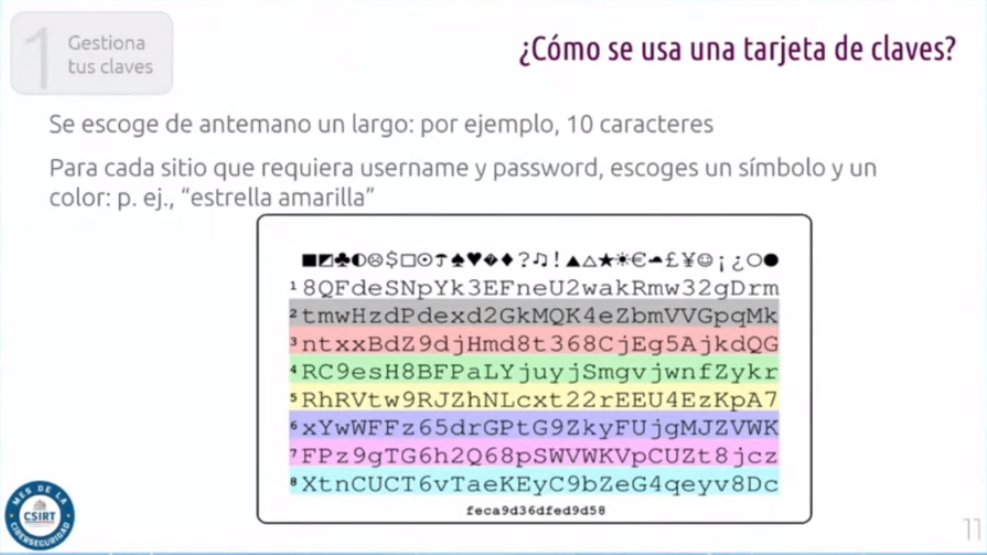 1 Gestiona
tus claves
¿Cómo se usa una tarjeta de claves?
Se escoge de antemano un largo: por ejemplo, 10 caracteres
Para cada sitio que requiera username y password, escoges un símbolo y un
color: p. ej., “estrella amarilla”
■◩♣◐☹$□⊙☂♠♥�♦?♫!▲△★☀€☁£¥☺¡¿○●
1 8QFdeSNpYk3EFneU2wakRmw32gDrm
2 tmwHzdPdexd2GkMQK4eZbmVVGpqMk
3 ntxxBdZ9djHmd8t368CjEg5AjkdQG
4 RC9esH8BFPaLYjuyjSmgvjwnfZykr
5 RhRVtw9RJZhNLcxt22rEEU4EzKpA7
6 xYwWFFz65drGPtG9ZkyFUjgMJZVWK
7 FPz9gTG6h2Q68pSWVWKVpCUZt8jcz
8 XtnCUCT6vTaeKEyC9bZeG4qeyv8Dc
feca9d36dfed9d58
MES DE LA
CSIRT
CIBERSEGURIDAD
11